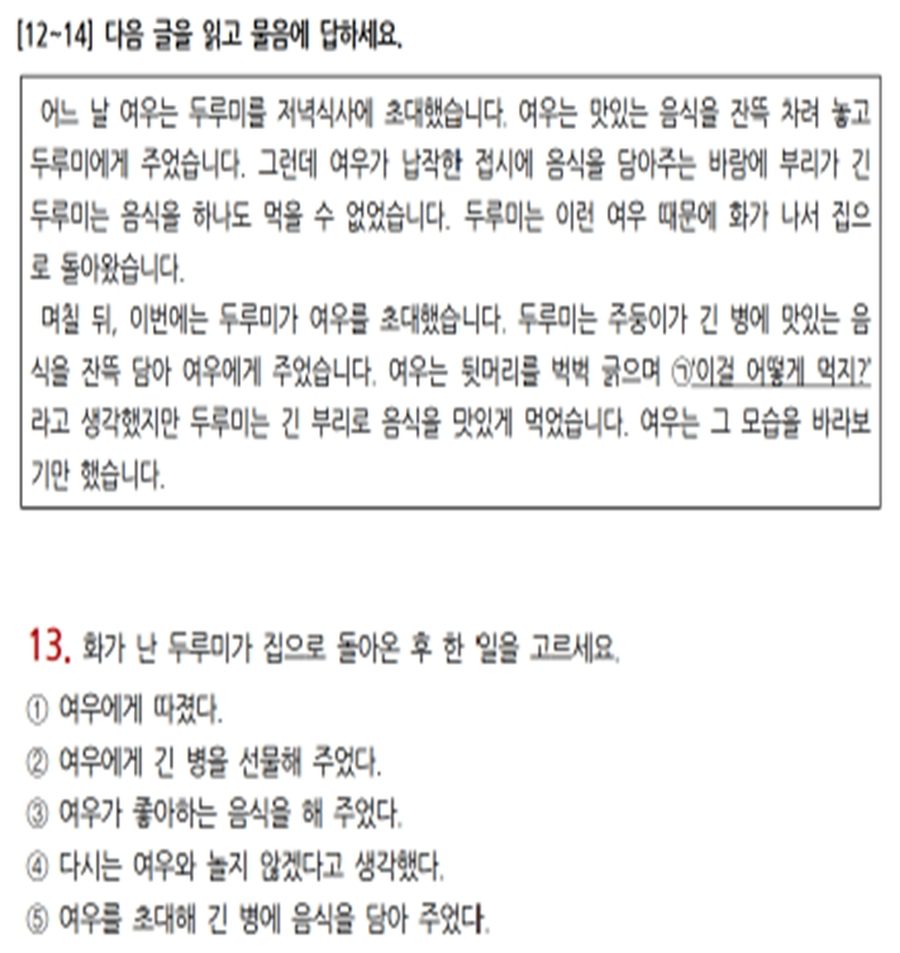 [12~14] 다음 글을 읽고 물음에 답하세요.
어느 날 여우는 두루미를 저녁식사에 초대했습니다. 여우는 맛있는 음식을 잔뜩 차려 놓고
두루미에게 주었습니다. 그런데 여우가 납작한 접시에 음식을 담아주는 바람에 부리가 긴
두루미는 음식을 하나도 먹을 수 없었습니다. 두루미는 이런 여우 때문에 화가 나서 집으
로 돌아왔습니다.
며칠 뒤, 이번에는 두루미가 여우를 초대했습니다. 두루미는 주둥이가 긴 병에 맛있는 음
식을 잔뜩 담아 여우에게 주었습니다. 여우는 뒷머리를 벅벅 긁으며 ㉠'이걸 어떻게 먹지?'
라고 생각했지만 두루미는 긴 부리로 음식을 맛있게 먹었습니다. 여우는 그 모습을 바라보
기만 했습니다.
13. 화가 난 두루미가 집으로 돌아온 후 한 일을 고르세요.
① 여우에게 따졌다.
② 여우에게 긴 병을 선물해 주었다.
③ 여우가 좋아하는 음식을 해 주었다.
④ 다시는 여우와 놀지 않겠다고 생각했다.
⑤ 여우를 초대해 긴 병에 음식을 담아 주었다.